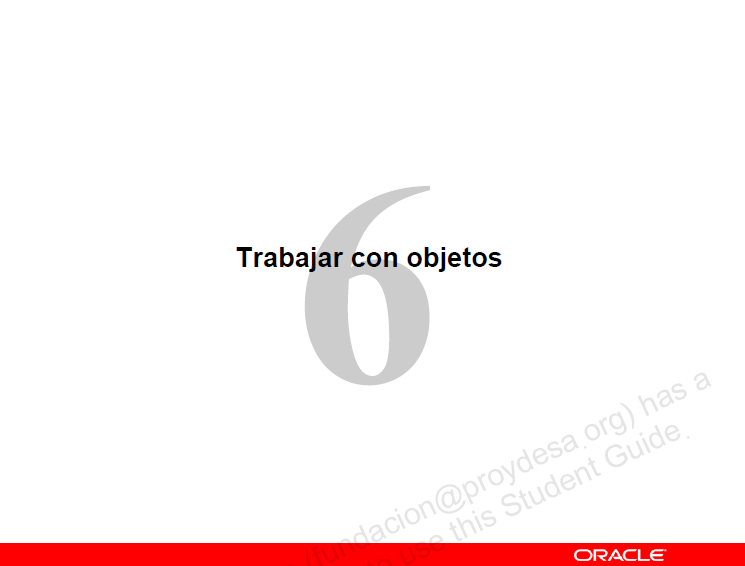 6
Trabajar con objetos
(fundacion@proydesa.org) has a
use this Student Guide.
ORACLE